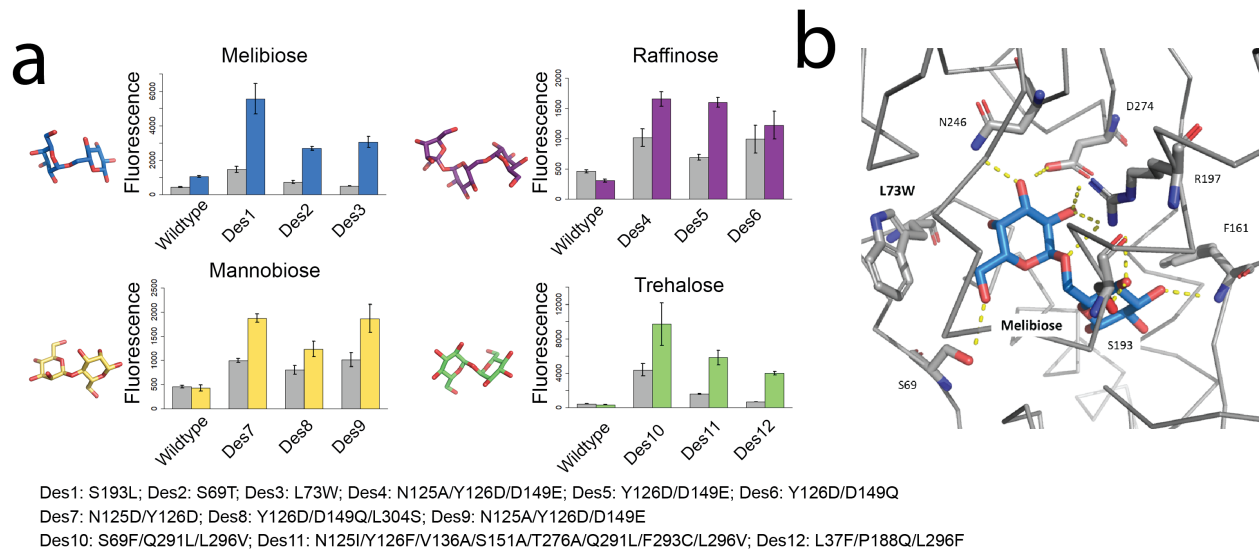 a
b
Melibiose
Fluorescence
0
2000
4000
6000
Wildtype
Des1
Des2
Des3
Raffinose
Fluorescence
0
500
1000
1500
2000
Wildtype
Des4
Des5
Des6
Mannobiose
Fluorescence
0
500
1000
1500
2000
2500
Wildtype
Des7
Des8
Des9
Trehalose
Fluorescence
0
4000
8000
12000
Wildtype
Des10
Des11
Des12
N246
D274
L73W
R197
F161
Melibiose
S193
S69
Des1: S193L; Des2: S69T; Des3: L73W; Des4: N125A/Y126D/D149E; Des5: Y126D/D149E; Des6: Y126D/D149Q
Des7: N125D/Y126D; Des8: Y126D/D149Q/L304S; Des9: N125A/Y126D/D149E
Des10: S69F/Q291L/L296V; Des11: N125I/Y126F/V136A/S151A/T276A/Q291L/F293C/L296V; Des12: L37F/P188Q/L296F